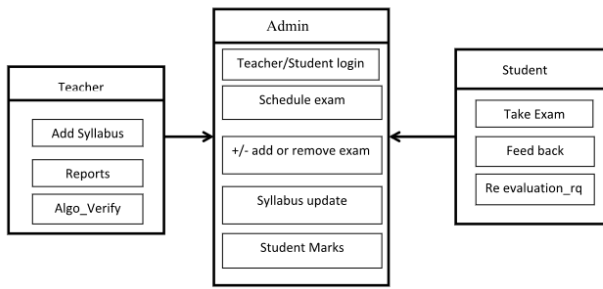 Teacher
Add Syllabus
Reports
Algo_Verify
Admin
Teacher/Student login
Schedule exam
+/- add or remove exam
Syllabus update
Student Marks
Student
Take Exam
Feed back
Re evaluation_rq